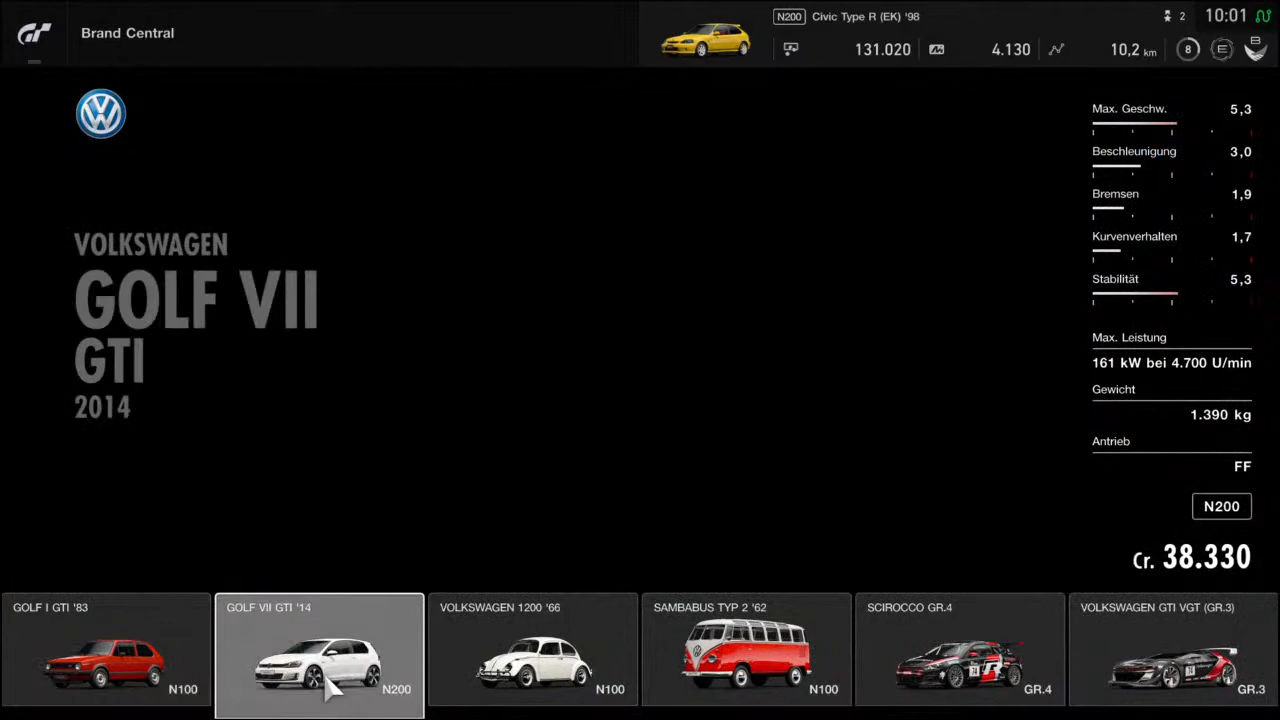 Brand Central
N200 Civic Type R (EK) '98
2
10:01
131.020
4.130
10,2 km
8
E
B
VOLKSWAGEN
GOLF VII
GTI
2014
Max. Geschw. 5,3
Beschleunigung 3,0
Bremsen 1,9
Kurvenverhalten 1,7
Stabilität 5,3
Max. Leistung
161 kW bei 4.700 U/min
Gewicht
1.390 kg
Antrieb
FF
N200
Cr. 38.330
GOLF I GTI '83
N100
GOLF VII GTI '14
N200
VOLKSWAGEN 1200 '66
N100
SAMBABUS TYP 2 '62
N100
SCIROCCO GR.4
GR.4
VOLKSWAGEN GTI VGT (GR.3)
GR.3